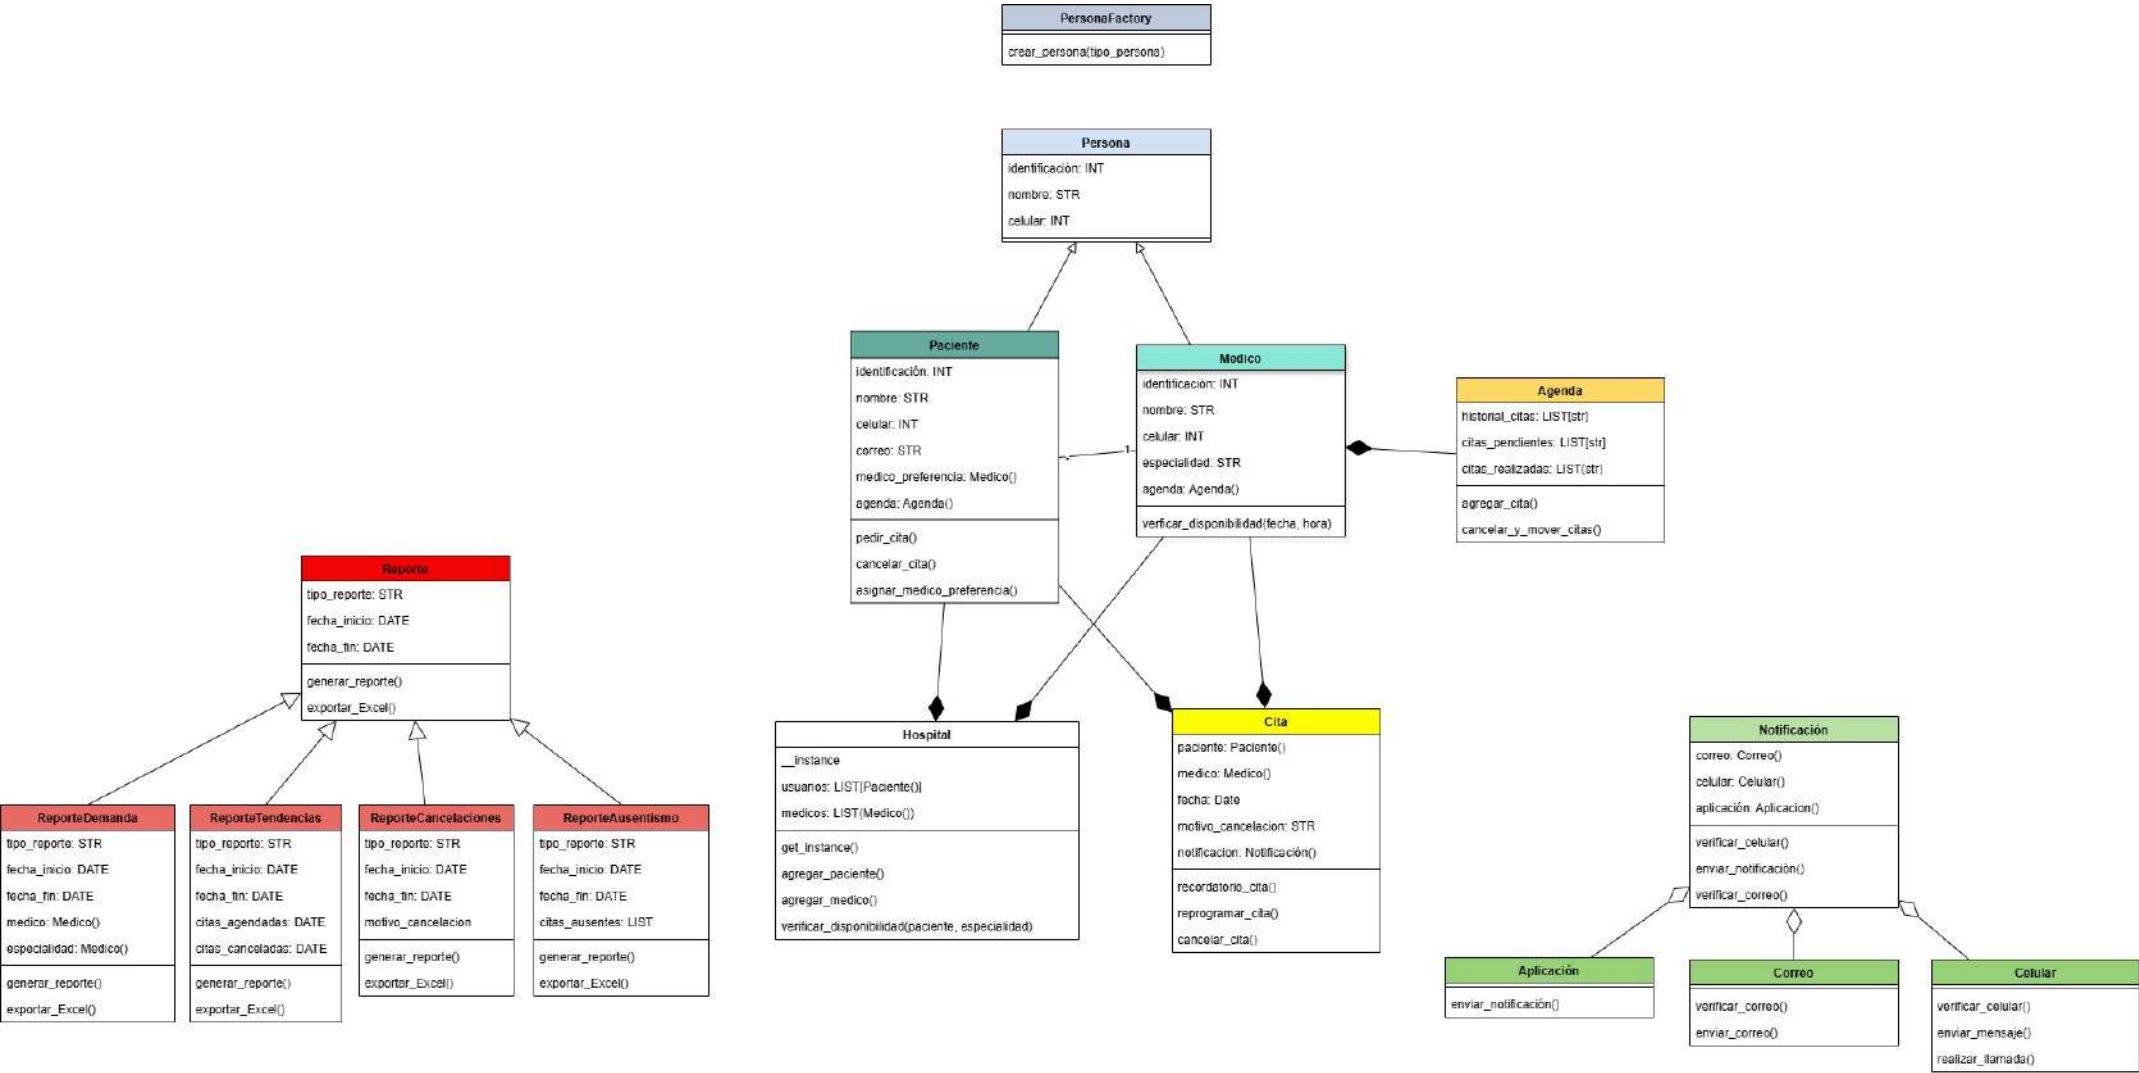 PersonaFactory
crear_persona(tipo_persona)
Persona
identificación: INT
nombre: STR
celular: INT
Paciente
identificación: INT
nombre: STR
celular: INT
correo: STR
medico_preferencia: Medico()
agenda: Agenda()
pedir_cita()
cancelar_cita()
asignar_medico_preferencia()
1
Medico
identificación: INT
nombre: STR
celular: INT
especialidad: STR
agenda: Agenda()
verficar_disponibilidad(fecha, hora)
Agenda
historial_citas: LIST[str]
citas_pendientes: LIST[str]
citas_realizadas: LIST(str)
agregar_cita()
cancelar_y_mover_citas()
Reporte
tipo_reporte: STR
fecha_inicio: DATE
fecha_fin: DATE
generar_reporte()
exportar_Excel()
ReporteDemanda
tipo_reporte: STR
fecha_inicio: DATE
fecha_fin: DATE
medico: Medico()
especialidad: Medico()
generar_reporte()
exportar_Excel()
ReporteTendencias
tipo_reporte: STR
fecha_inicio: DATE
fecha_fin: DATE
citas_agendadas: DATE
citas_canceladas: DATE
generar_reporte()
exportar_Excel()
ReporteCancelaciones
tipo_reporte: STR
fecha_inicio: DATE
fecha_fin: DATE
motivo_cancelacion
generar_reporte()
exportar_Excel()
ReporteAusentismo
tipo_reporte: STR
fecha_inicio: DATE
fecha_fin: DATE
citas_ausentes: LIST
generar_reporte()
exportar_Excel()
Hospital
__instance
usuarios: LIST[Paciente()]
medicos: LIST(Medico())
get_instance()
agregar_paciente()
agregar_medico()
verificar_disponibilidad(paciente, especialidad)
Cita
paciente: Paciente()
medico: Medico()
fecha: Date
motivo_cancelacion: STR
notificacion: Notificación()
recordatorio_cita()
reprogramar_cita()
cancelar_cita()
Notificación
correo: Correo()
celular: Celular()
aplicación: Aplicacion()
verificar_celular()
enviar_notificación()
verificar_correo()
Aplicación
enviar_notificación()
Correo
verificar_correo()
enviar_correo()
Celular
verificar_celular()
enviar_mensaje()
realizar_llamada()